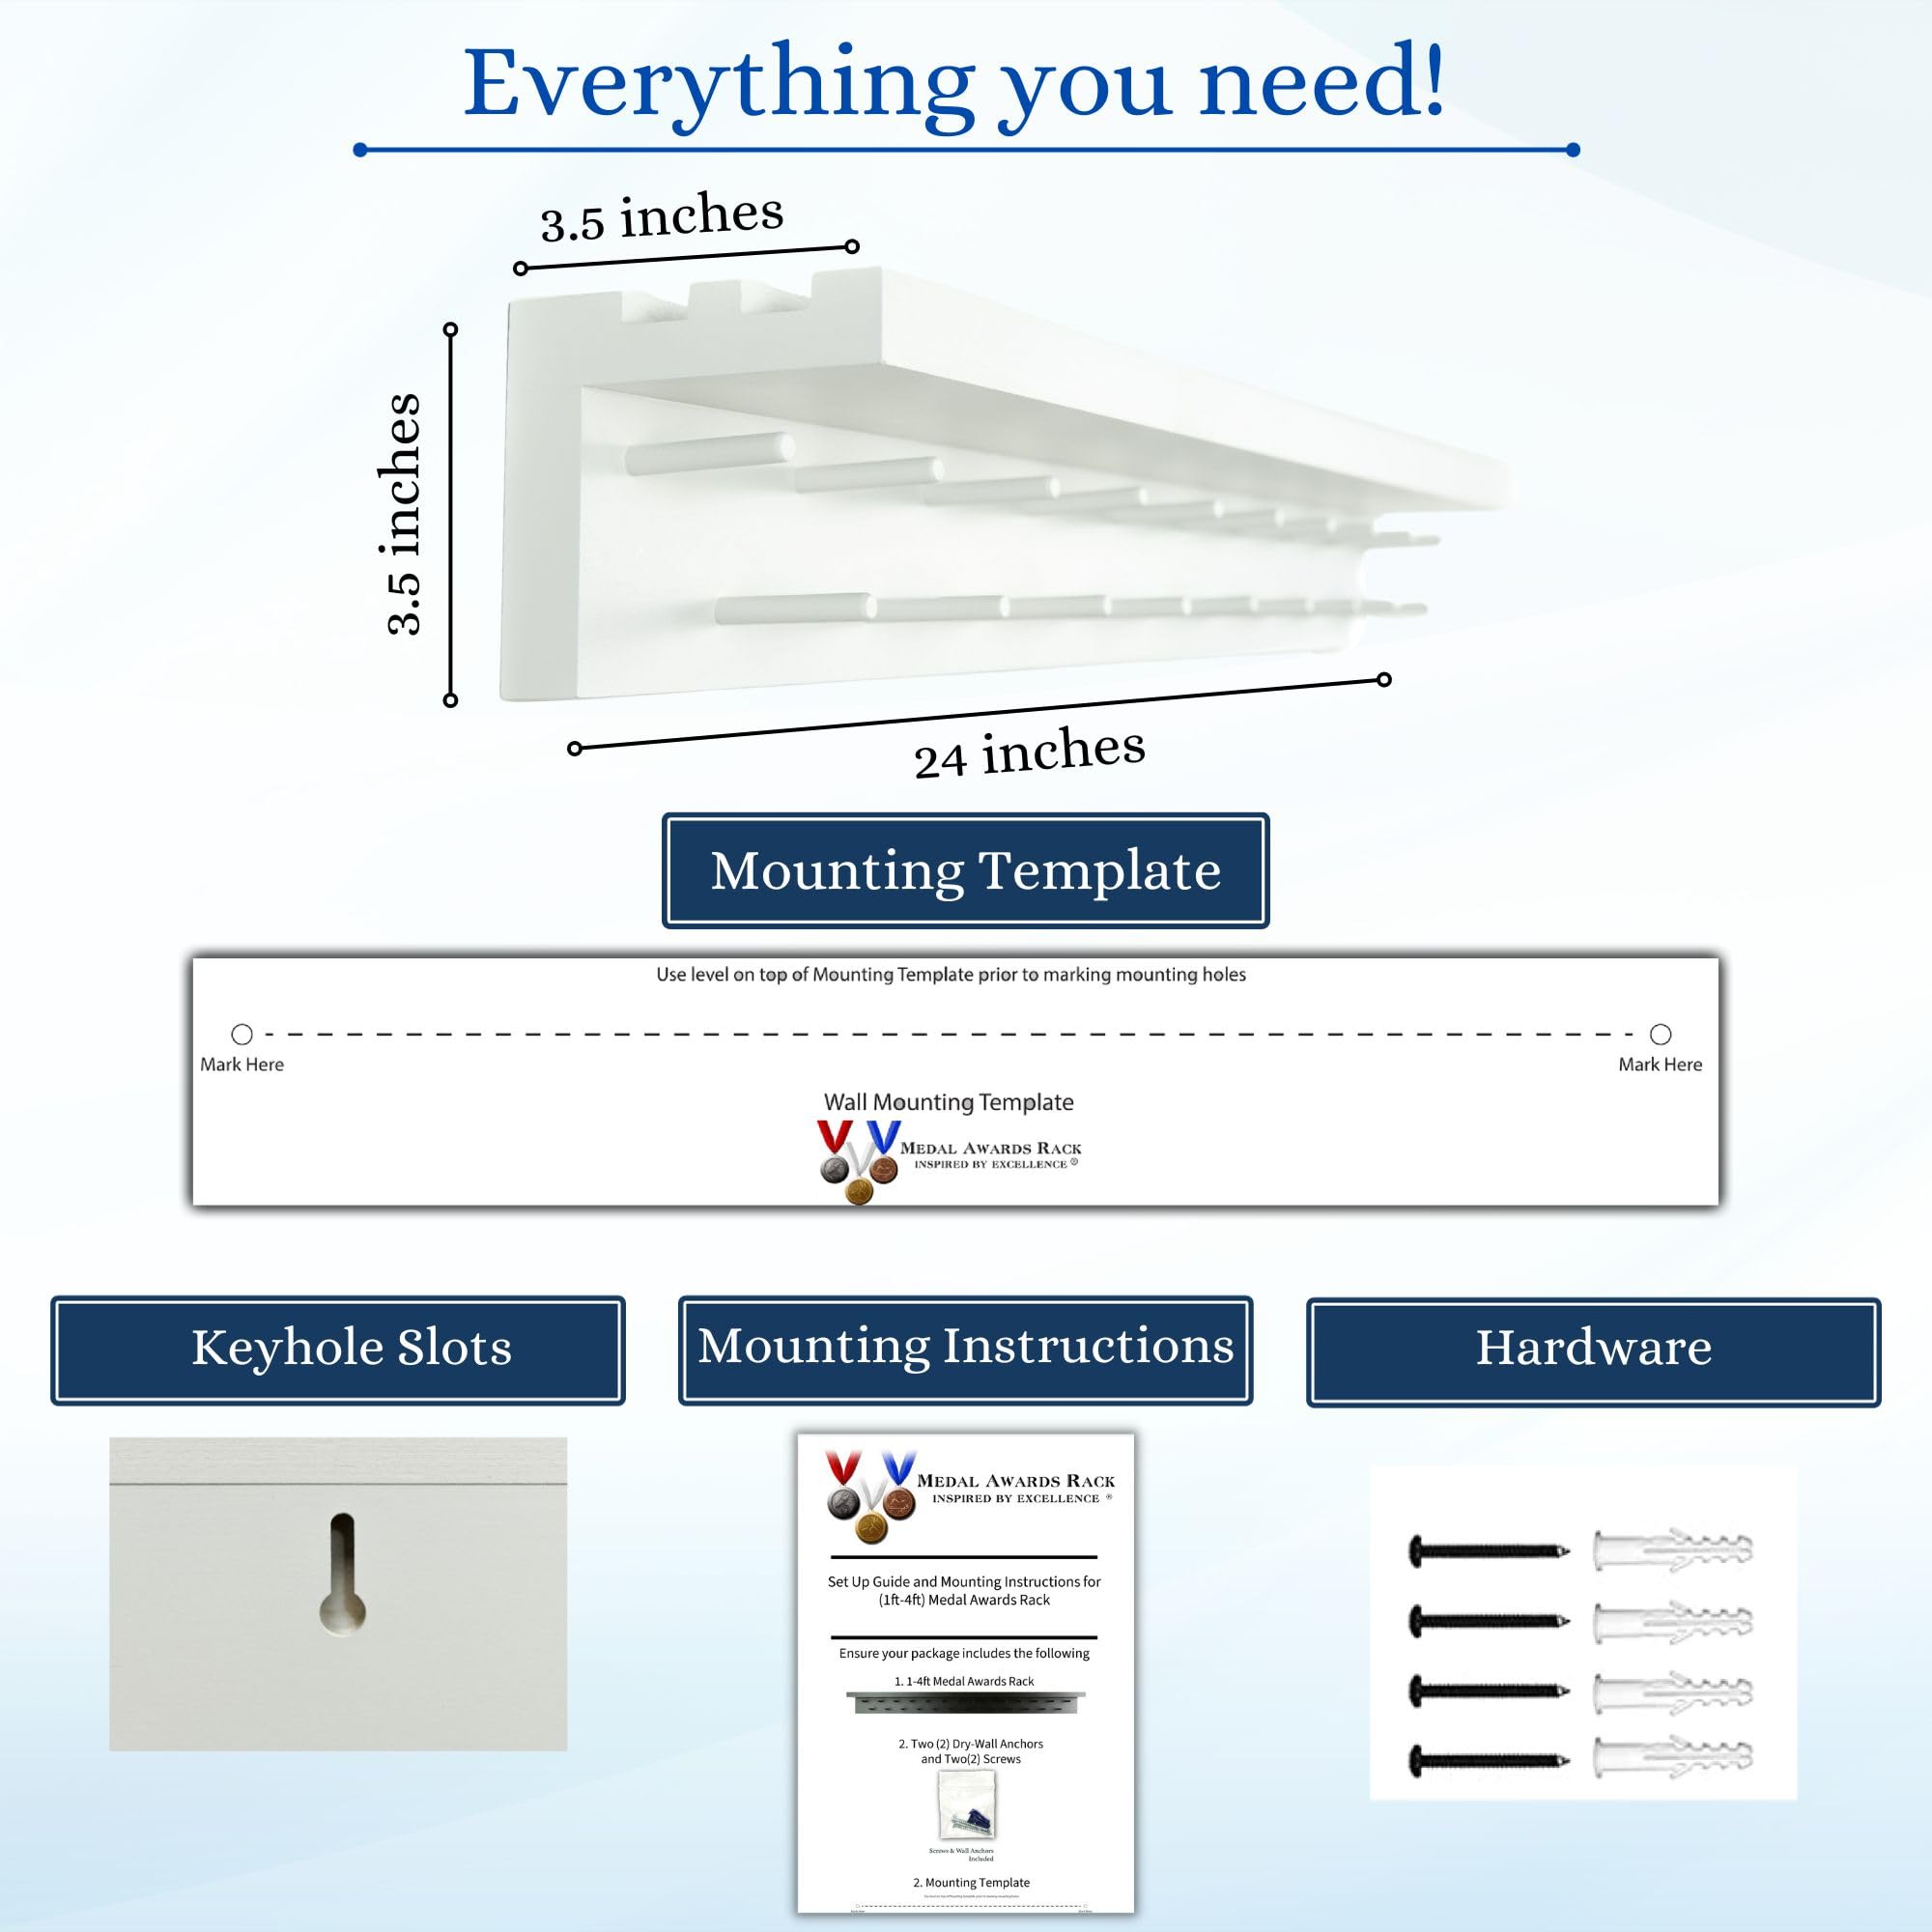 Everything you need!
3.5 inches
3.5 inches
24 inches
Mounting Template
Use level on top of Mounting Template prior to marking mounting holes
Mark Here
Mark Here
Wall Mounting Template
MEDAL AWARDS RACK
INSPIRED BY EXCELLENCE ®
Keyhole Slots
Mounting Instructions
Hardware
MEDAL AWARDS RACK
INSPIRED BY EXCELLENCE ®
Set Up Guide and Mounting Instructions for
(1ft-4ft) Medal Awards Rack
Ensure your package includes the following
1. 1-4ft Medal Awards Rack
2. Two (2) Dry-Wall Anchors
and Two(2) Screws
Screws & Wall Anchors
Included
2. Mounting Template